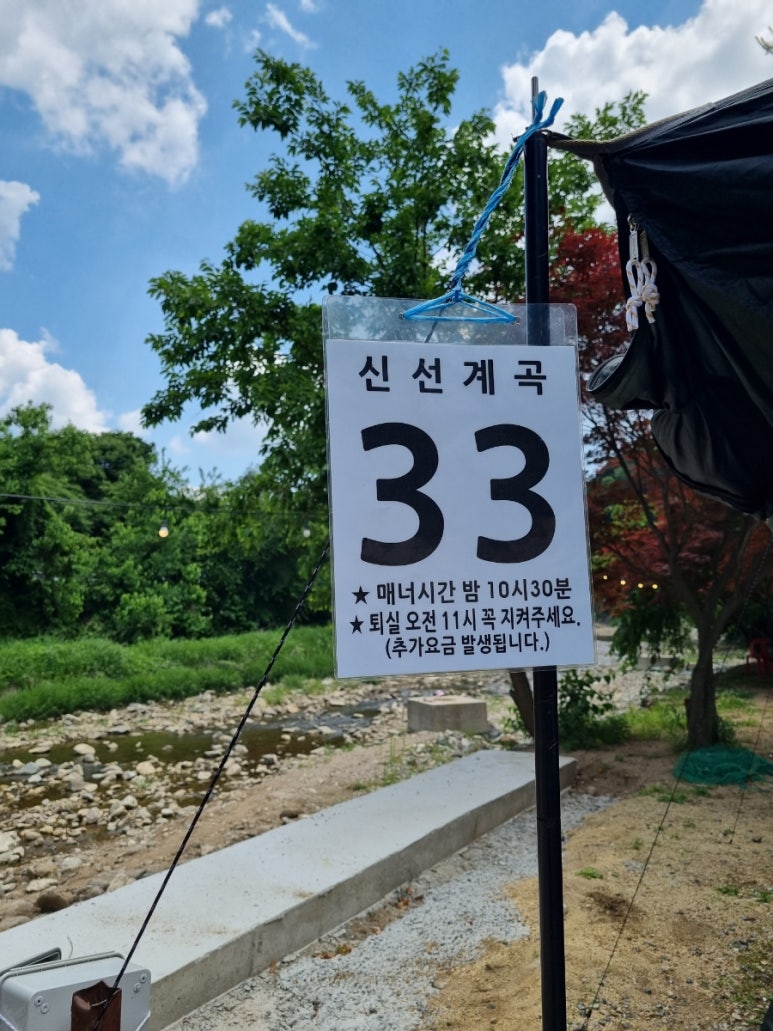 신선계곡
33
★ 매너시간 밤 10시30분
★ 퇴실 오전 11시 꼭 지켜주세요.
(추가요금 발생됩니다.)